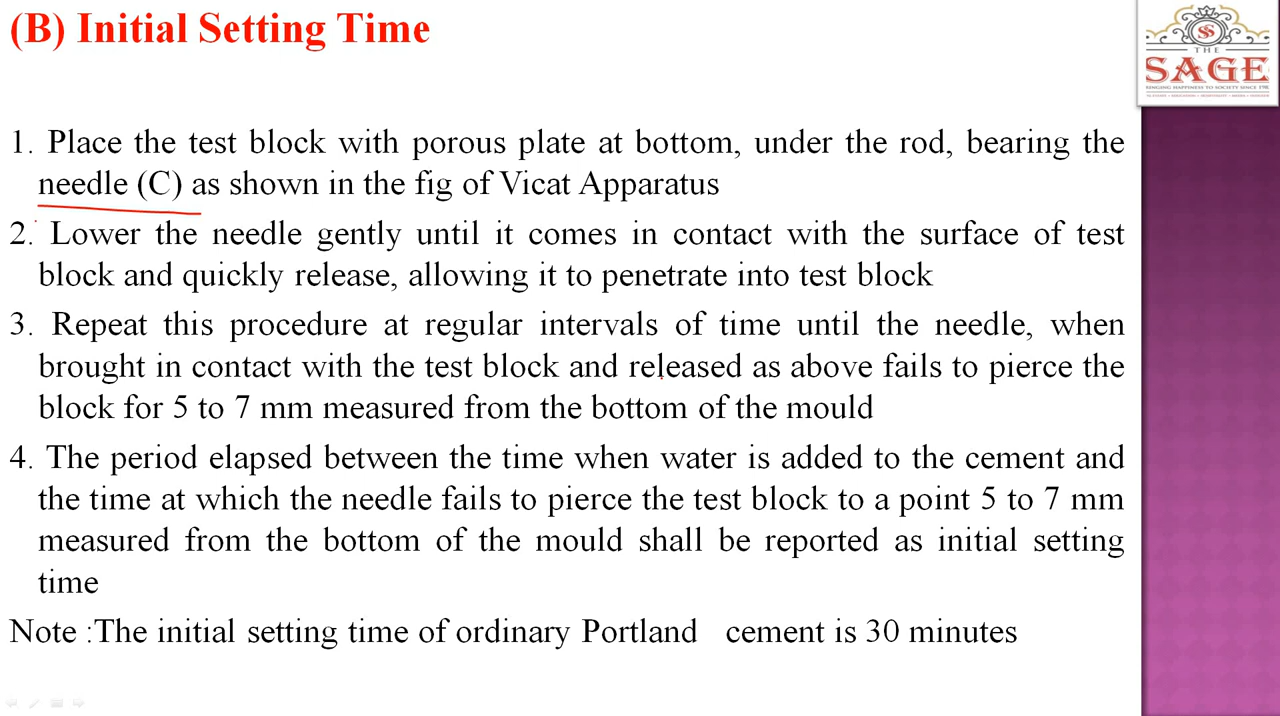 (B) Initial Setting Time
THE
SAGE
1. Place the test block with porous plate at bottom, under the rod, bearing the
needle (C) as shown in the fig of Vicat Apparatus
2. Lower the needle gently until it comes in contact with the surface of test
block and quickly release, allowing it to penetrate into test block
3. Repeat this procedure at regular intervals of time until the needle, when
brought in contact with the test block and released as above fails to pierce the
block for 5 to 7 mm measured from the bottom of the mould
4. The period elapsed between the time when water is added to the cement and
the time at which the needle fails to pierce the test block to a point 5 to 7 mm
measured from the bottom of the mould shall be reported as initial setting
time
Note :The initial setting time of ordinary Portland cement is 30 minutes